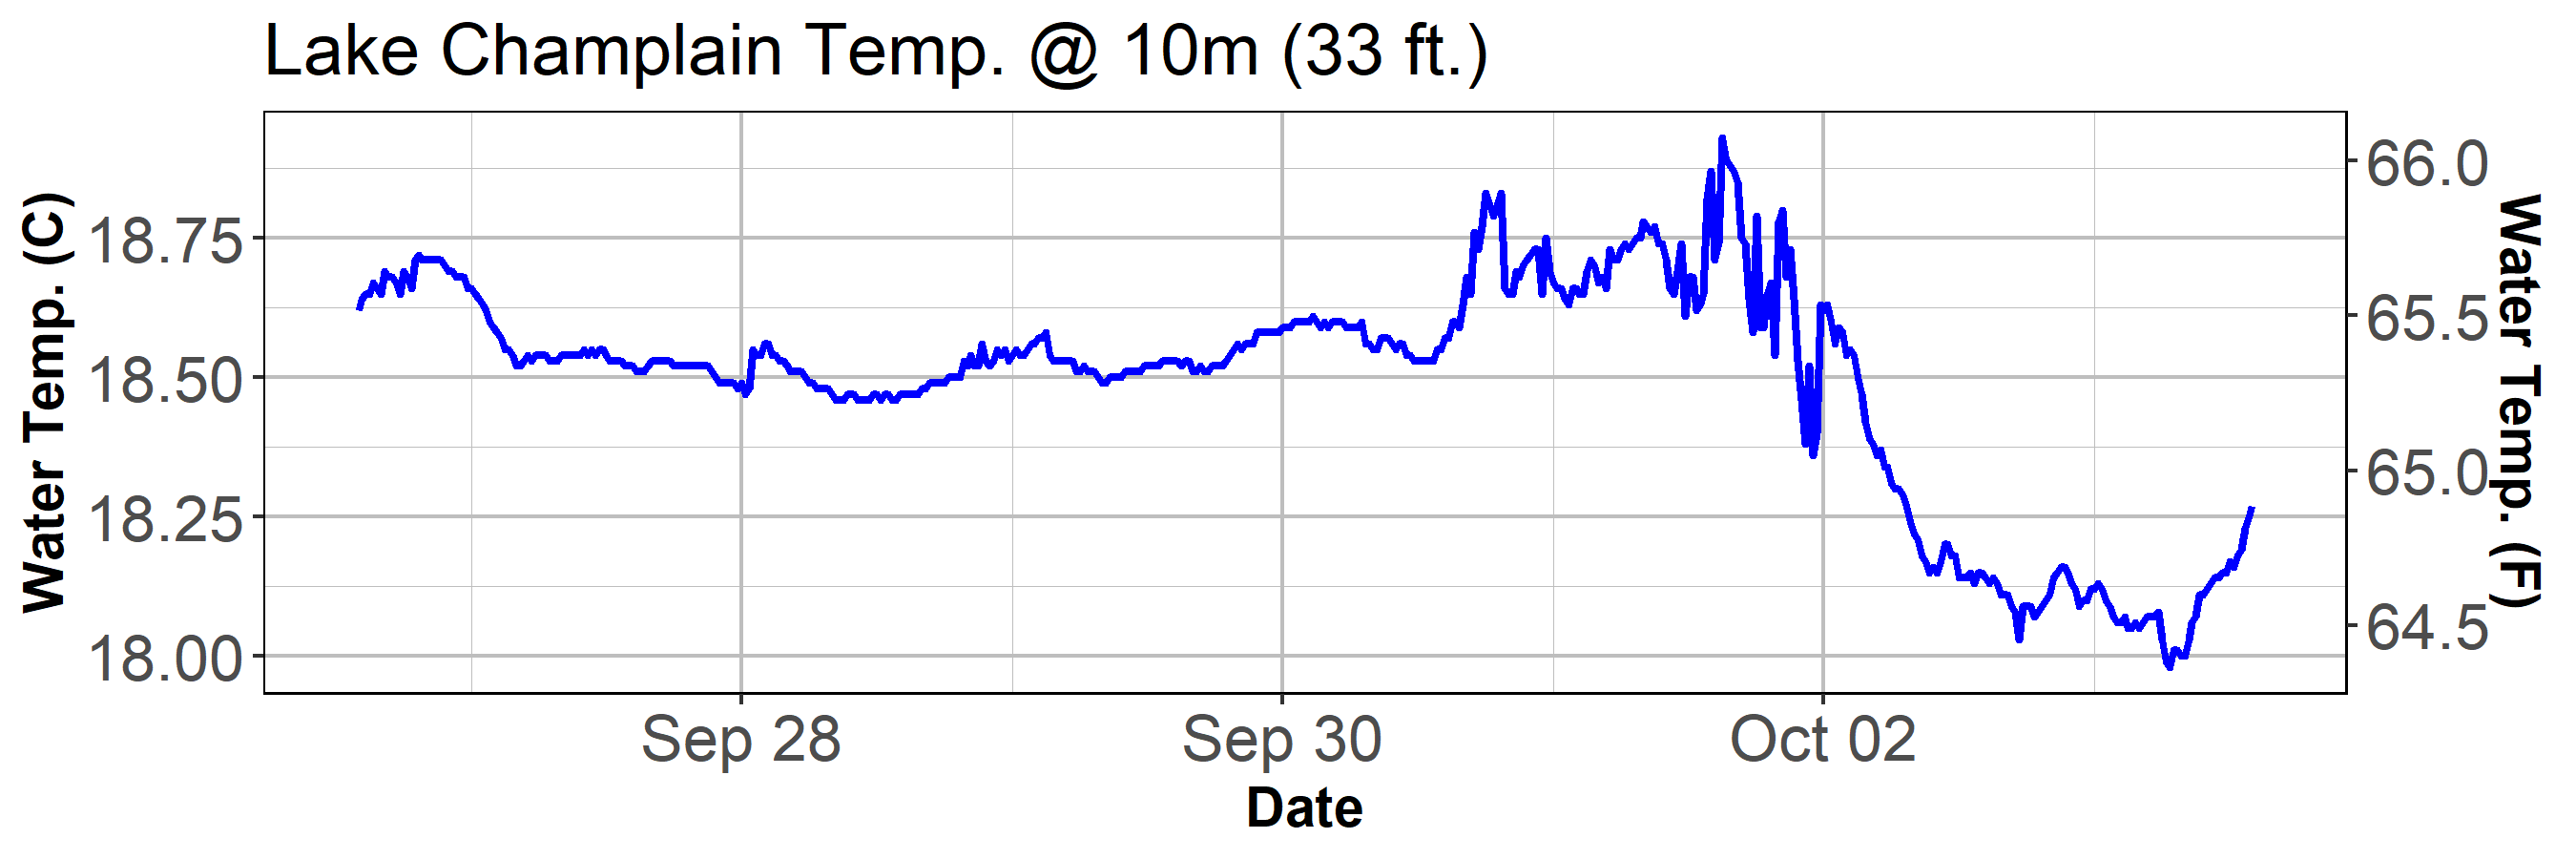 Lake Champlain Temp. @ 10m (33 ft.)
Water Temp. (C)
18.75
18.50
18.25
18.00
66.0
65.5
65.0
64.5
Water Temp. (F)
Sep 28
Sep 30
Oct 02
Date